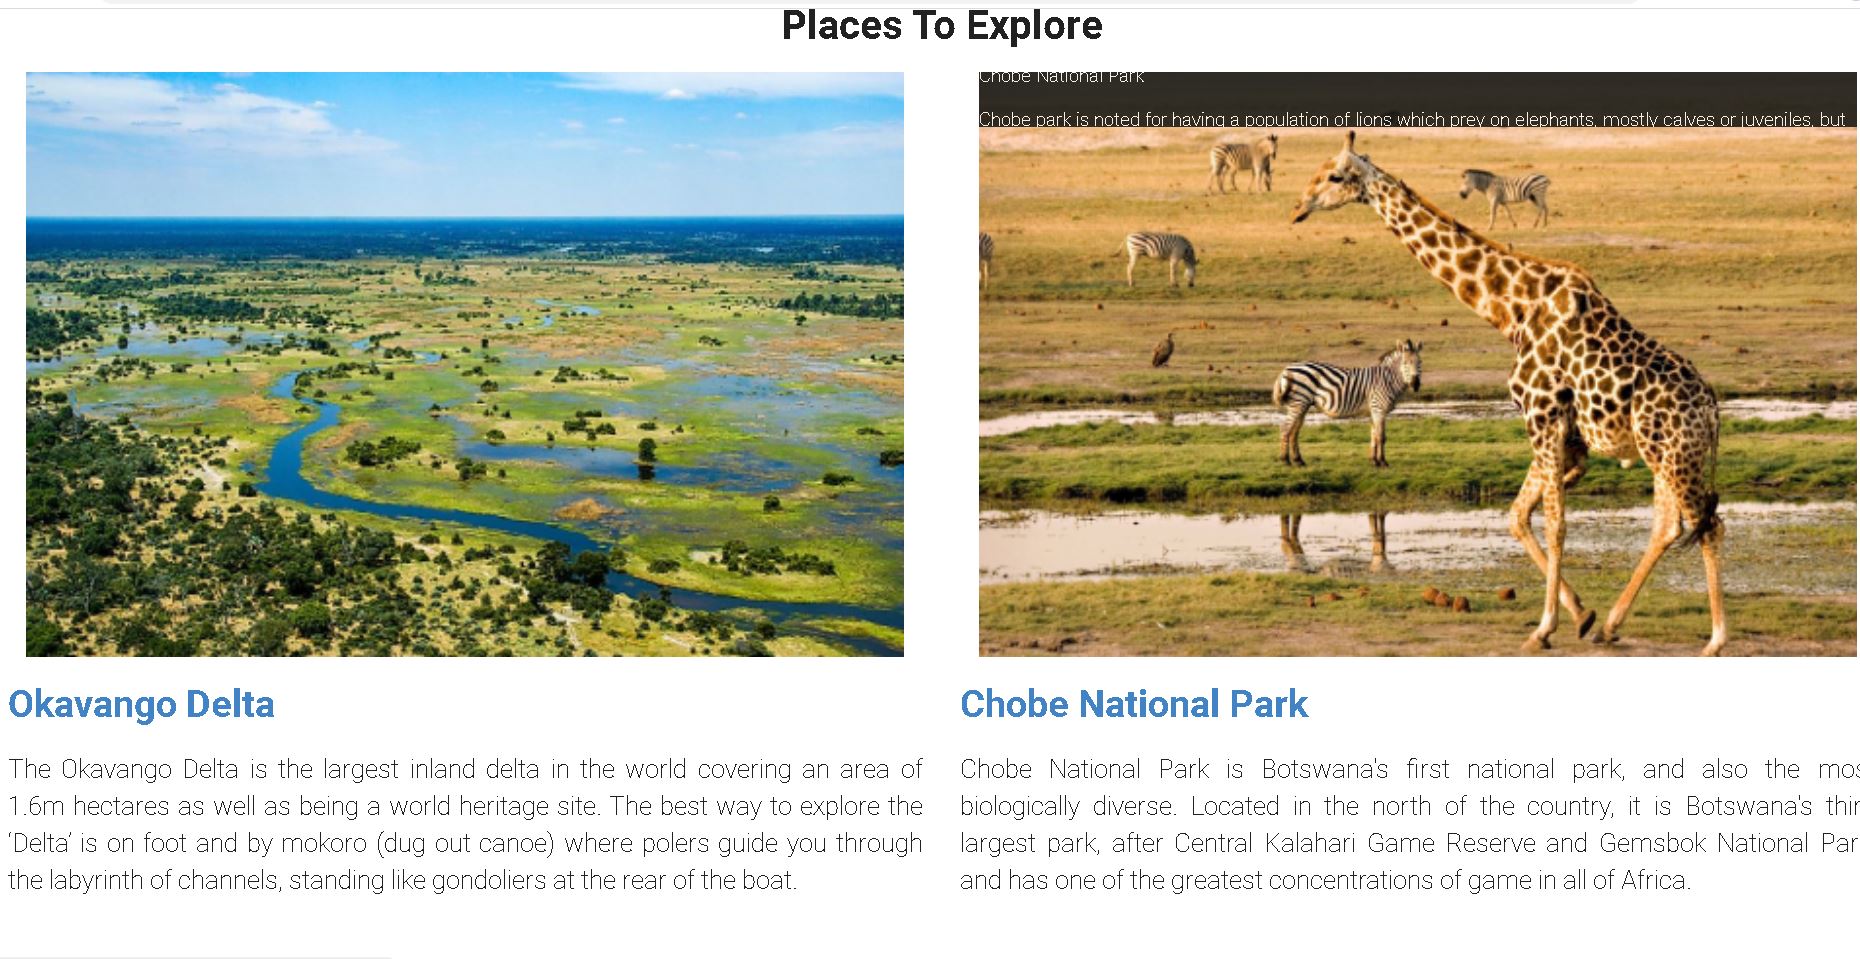 Places To Explore
Chobe National Park
Chobe park is noted for having a population of lions which prey on elephants, mostly calves or juveniles, but
Okavango Delta
The Okavango Delta is the largest inland delta in the world covering an area of
1.6m hectares as well as being a world heritage site. The best way to explore the
‘Delta’ is on foot and by mokoro (dug out canoe) where polers guide you through
the labyrinth of channels, standing like gondoliers at the rear of the boat.
Chobe National Park
Chobe National Park is Botswana's first national park, and also the mos
biologically diverse. Located in the north of the country, it is Botswana's thir
largest park, after Central Kalahari Game Reserve and Gemsbok National Par
and has one of the greatest concentrations of game in all of Africa.